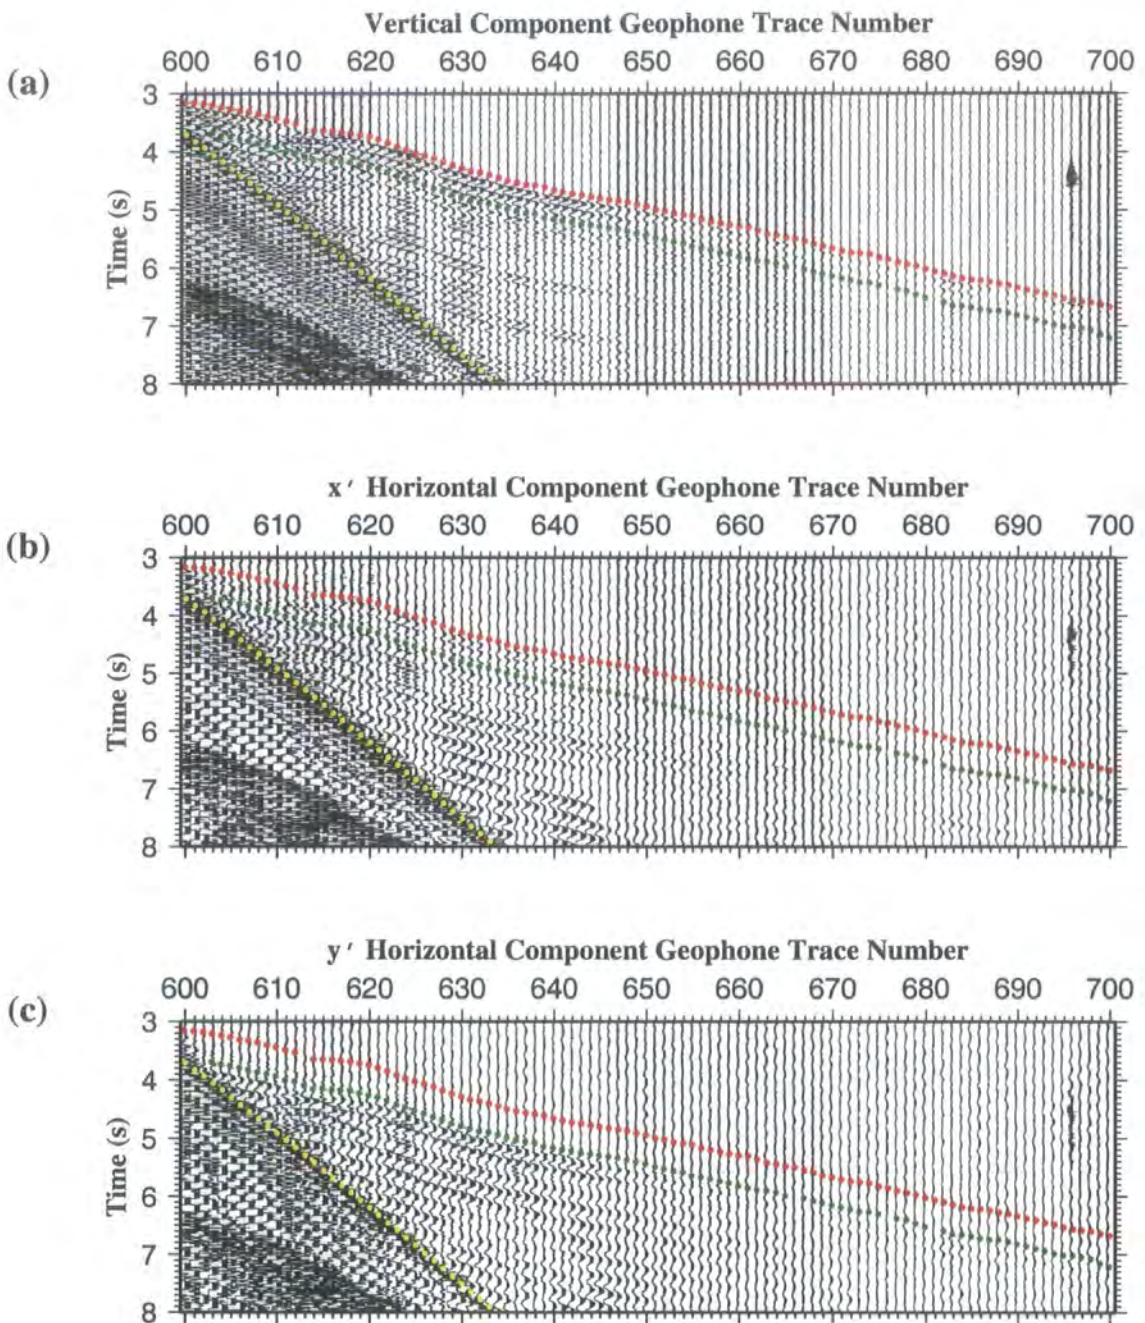 Vertical Component Geophone Trace Number
600 610 620 630 640 650 660 670 680 690 700
(a)
3
4
5
6
7
8
Time (s)
x ′ Horizontal Component Geophone Trace Number
600 610 620 630 640 650 660 670 680 690 700
(b)
3
4
5
6
7
8
Time (s)
y ′ Horizontal Component Geophone Trace Number
600 610 620 630 640 650 660 670 680 690 700
(c)
3
4
5
6
7
8
Time (s)